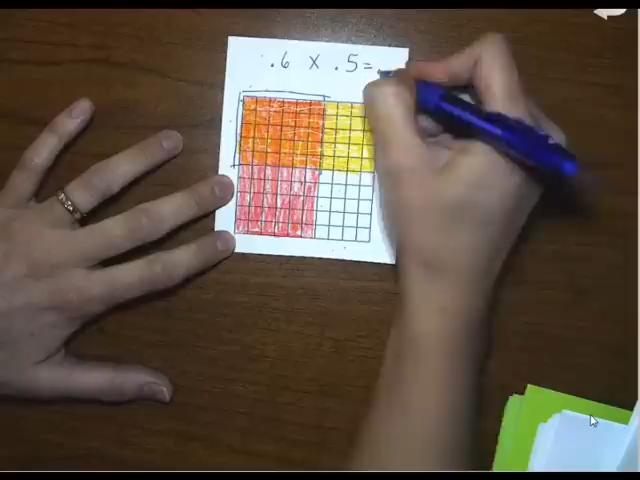 .6 x .5 = .